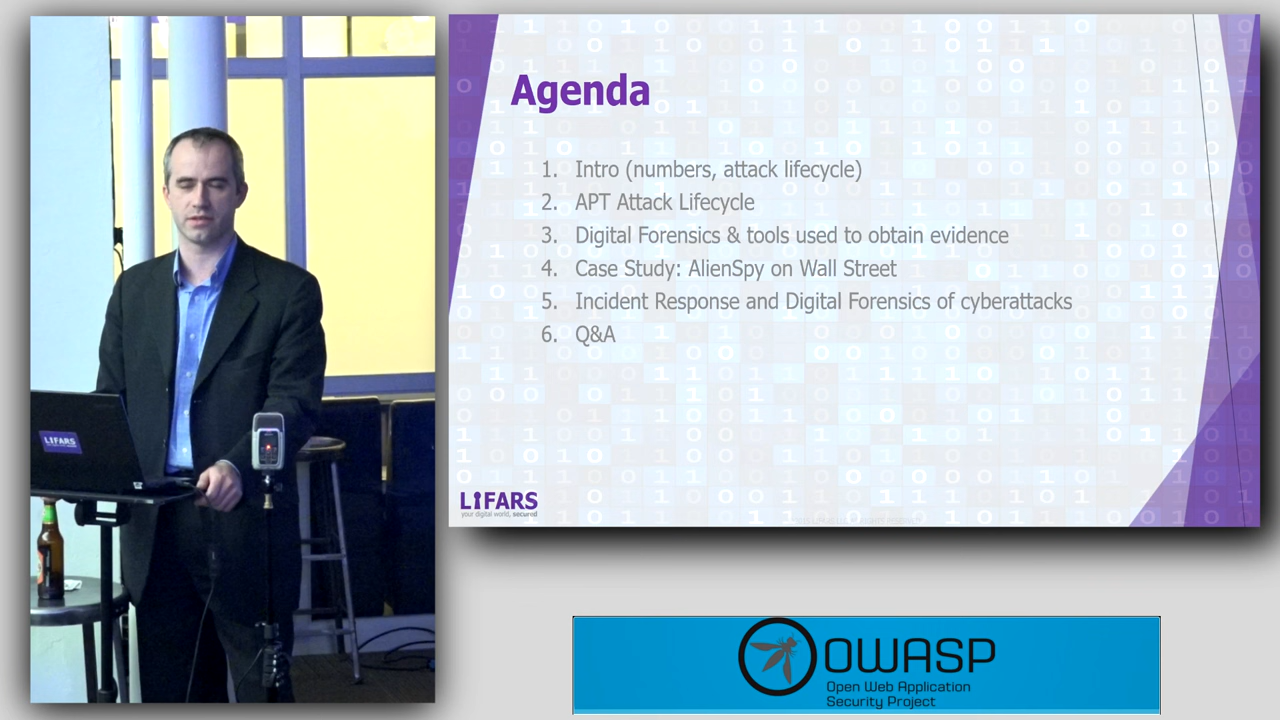 LIFARS
Agenda
1. Intro (numbers, attack lifecycle)
2. APT Attack Lifecycle
3. Digital Forensics & tools used to obtain evidence
4. Case Study: AlienSpy on Wall Street
5. Incident Response and Digital Forensics of cyberattacks
6. Q&A
LIFARS
your digital world, secured
OWASP
Open Web Application
Security Project